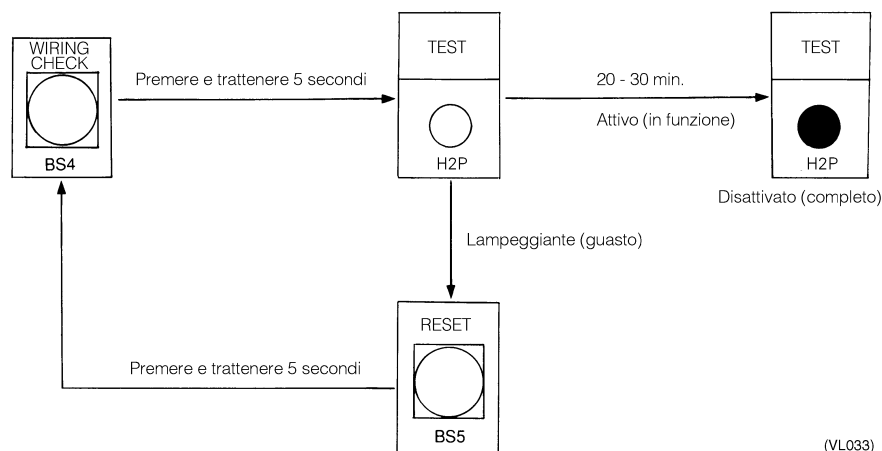 WIRING
CHECK
BS4
Premere e trattenere 5 secondi
TEST
H2P
20 - 30 min.
Attivo (in funzione)
TEST
H2P
Disattivato (completo)
Lampeggiante (guasto)
RESET
BS5
Premere e trattenere 5 secondi
(VL033)